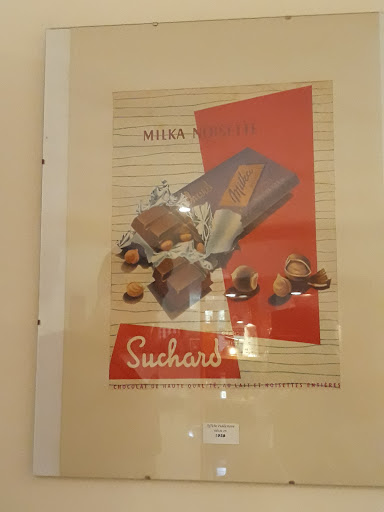 MILKA NOISETTE
Milka
Suchard
CHOCOLAT DE HAUTE QUALITÉ, AU LAIT ET NOISETTES ENTIÈRES